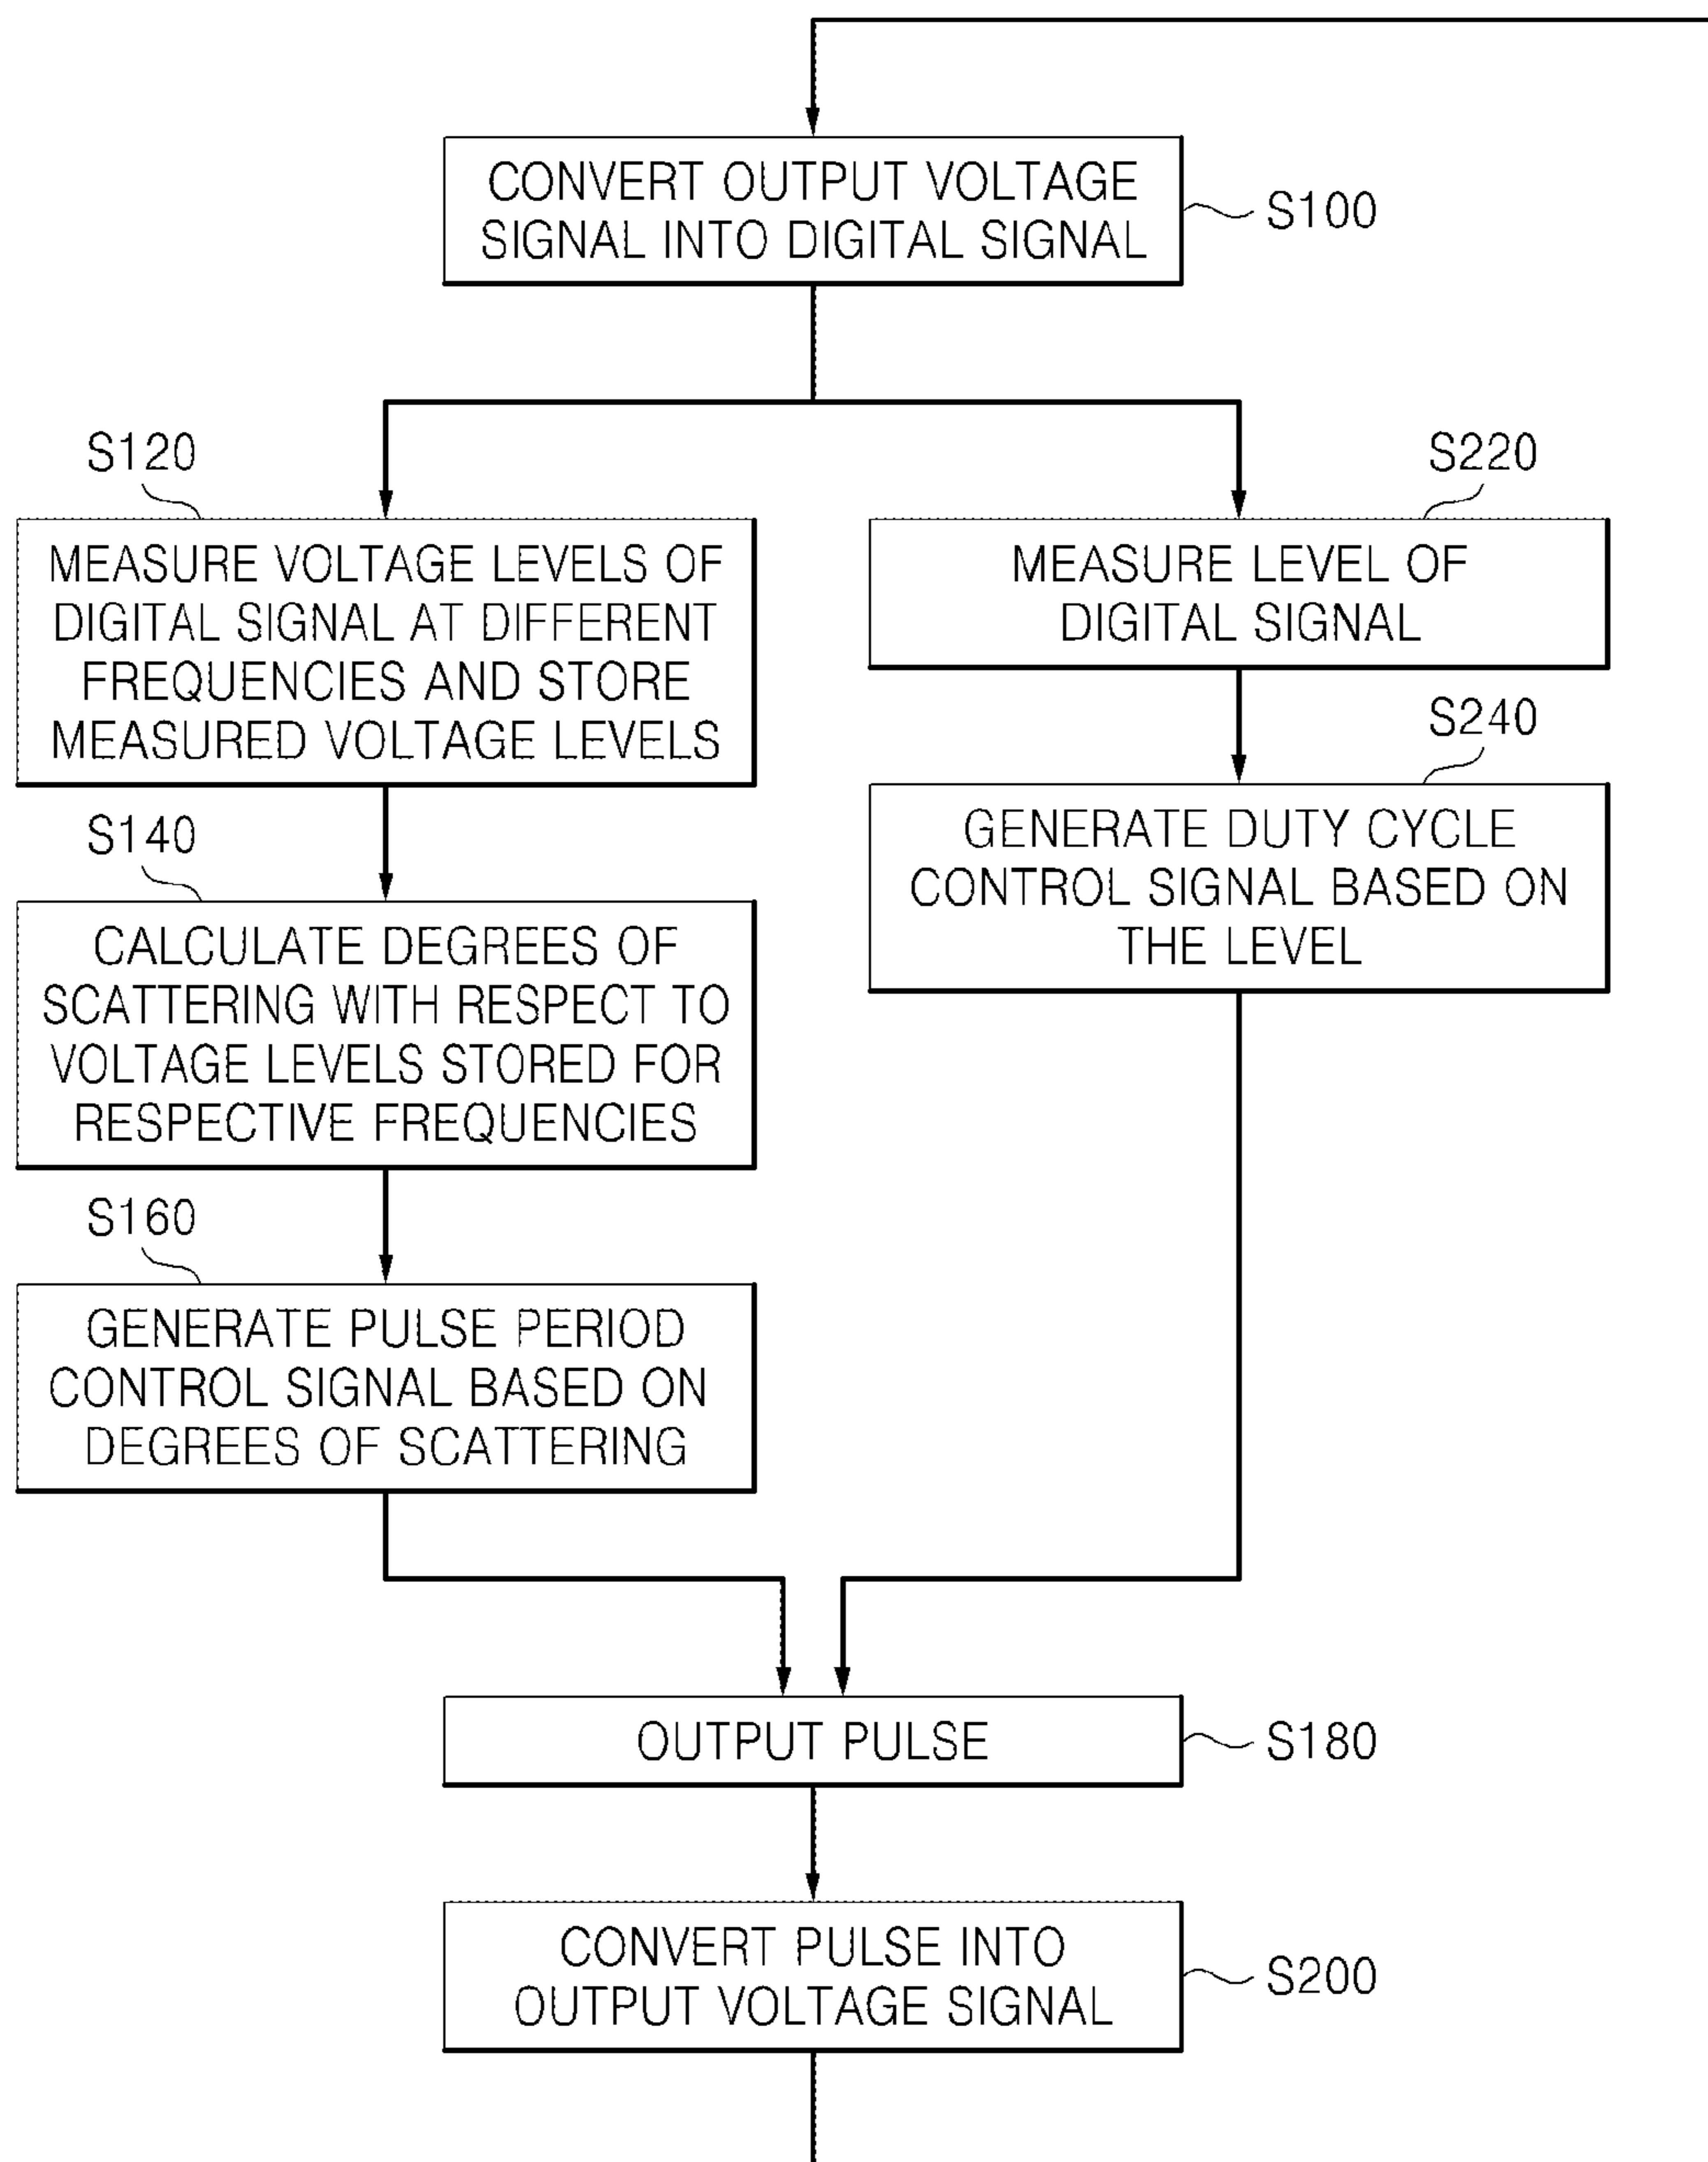 CONVERT OUTPUT VOLTAGE
SIGNAL INTO DIGITAL SIGNAL
S100
S120
MEASURE VOLTAGE LEVELS OF
DIGITAL SIGNAL AT DIFFERENT
FREQUENCIES AND STORE
MEASURED VOLTAGE LEVELS
S220
MEASURE LEVEL OF
DIGITAL SIGNAL
S140
CALCULATE DEGREES OF
SCATTERING WITH RESPECT TO
VOLTAGE LEVELS STORED FOR
RESPECTIVE FREQUENCIES
S240
GENERATE DUTY CYCLE
CONTROL SIGNAL BASED ON
THE LEVEL
S160
GENERATE PULSE PERIOD
CONTROL SIGNAL BASED ON
DEGREES OF SCATTERING
OUTPUT PULSE
S180
CONVERT PULSE INTO
OUTPUT VOLTAGE SIGNAL
S200